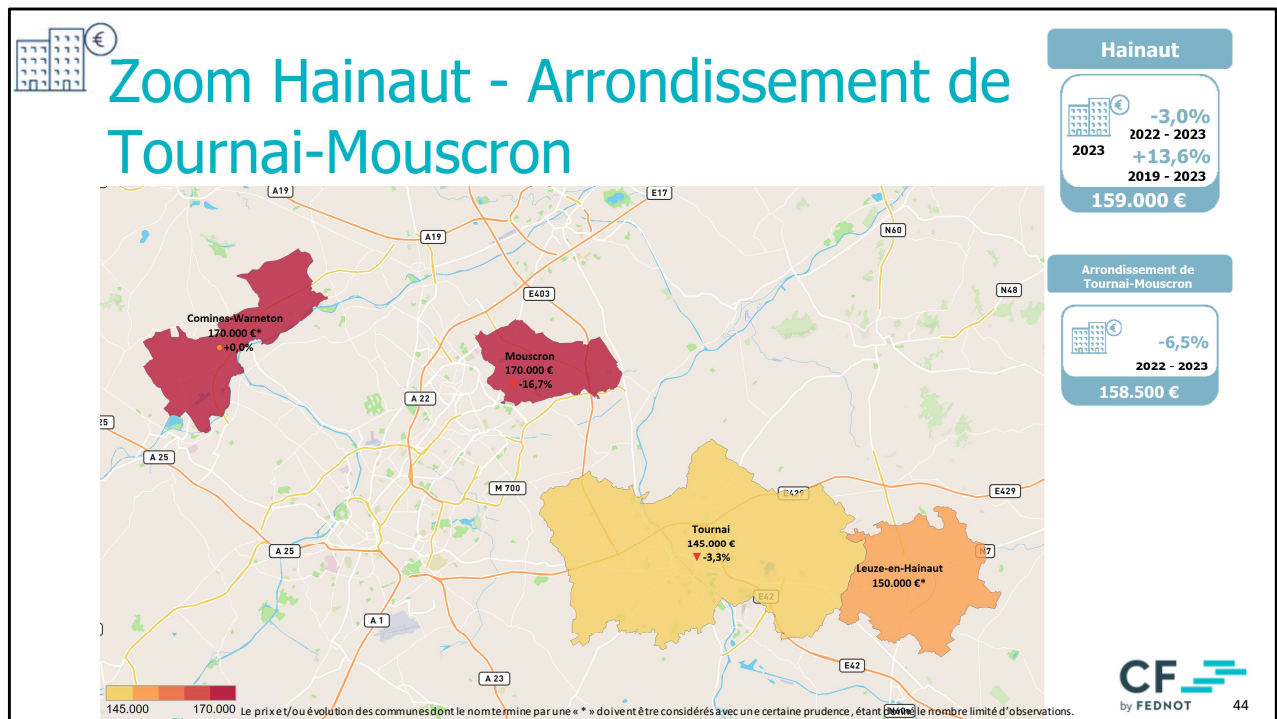 €
Zoom Hainaut - Arrondissement de
Tournai-Mouscron
Hainaut
€
-3,0%
2022 - 2023
2023
+13,6%
2019 - 2023
159.000 €
Arrondissement de
Tournai-Mouscron
€
-6,5%
2022 - 2023
158.500 €
A19
E17
A19
N60
E403
N48
Comines-Warneton
170.000 €*
+0,0%
Mouscron
170.000 €
-16,7%
A 22
25
A 25
M 700
E429
E429
Tournai
145.000 €
-3,3%
A 25
N7
Leuze-en-Hainaut
150.000 €*
E42
A 1
E42
A 23
145.000
170.000
Le prix et/ou évolution des communes dont le nom termine par une « * » doivent être considérés avec une certaine prudence, étant donné le nombre limité d'observations.
CF
by FEDNOT
44